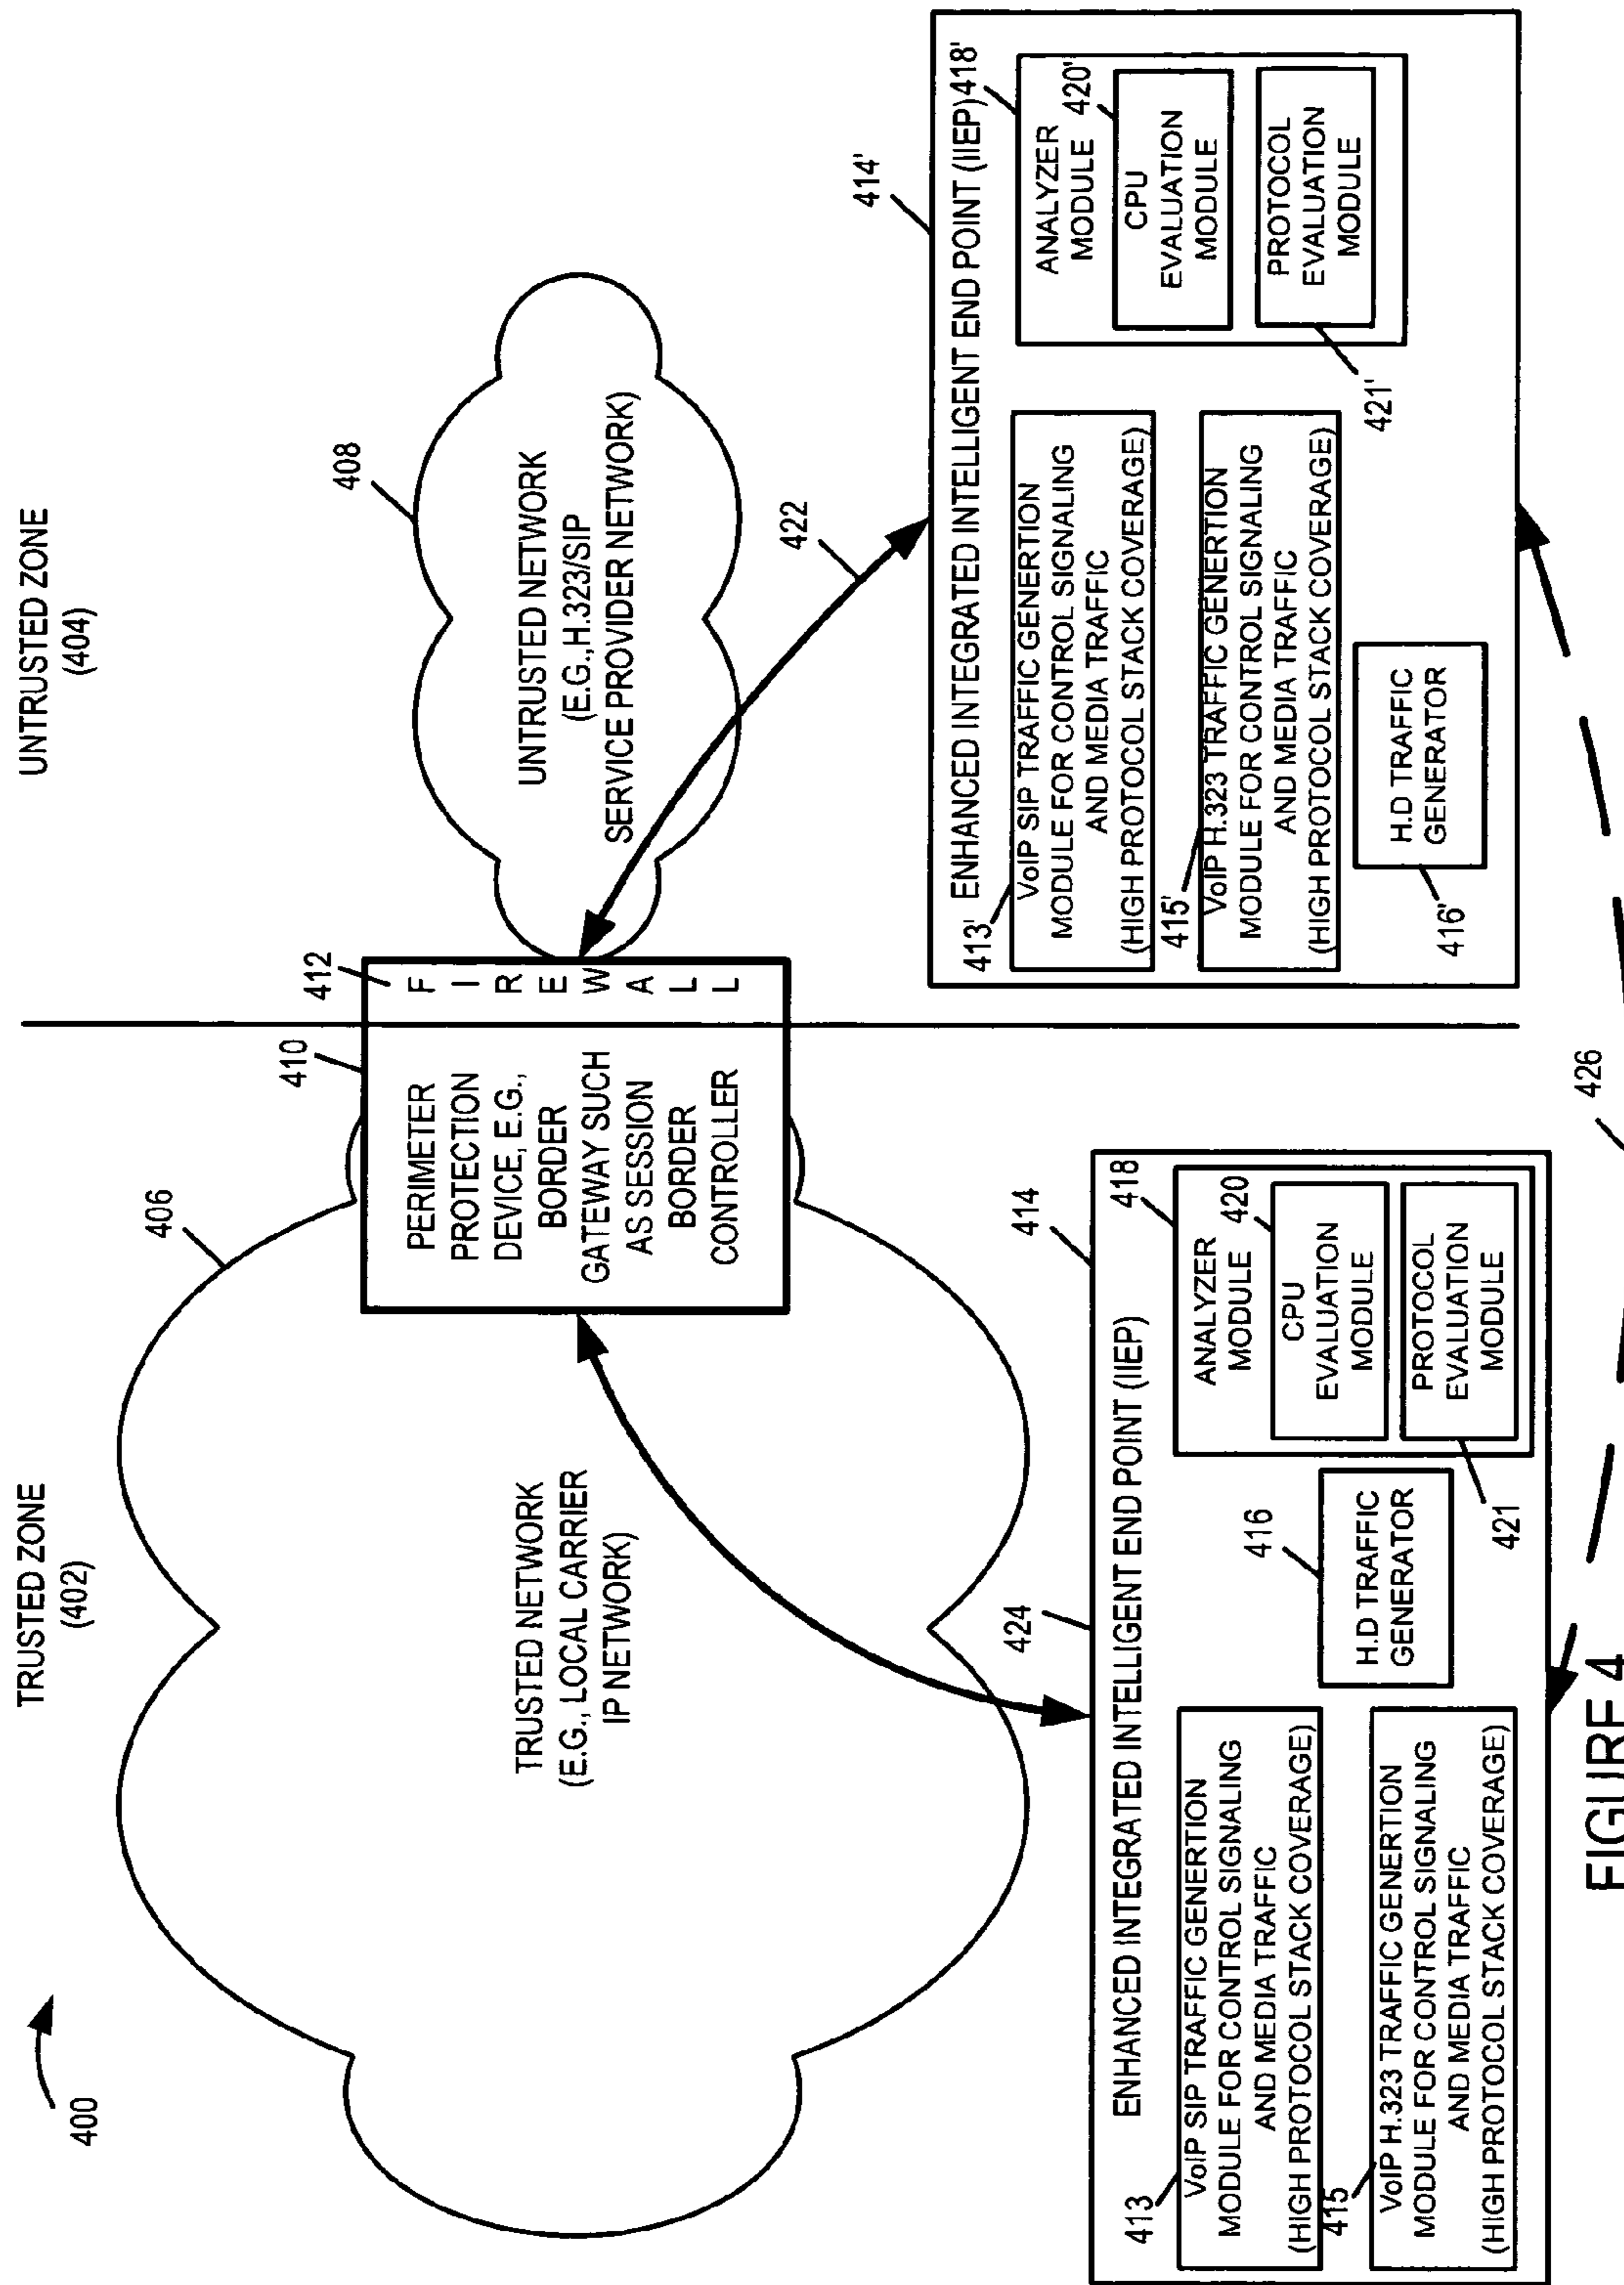 400
TRUSTED ZONE
(402)
UNTRUSTED ZONE
(404)
406
TRUSTED NETWORK
(E.G., LOCAL CARRIER
IP NETWORK)
410
PERIMETER
PROTECTION
DEVICE, E.G.,
BORDER
GATEWAY SUCH
AS SESSION
BORDER
CONTROLLER
412
F
I
R
E
W
A
L
L
408
UNTRUSTED NETWORK
(E.G.,H.323/SIP
SERVICE PROVIDER NETWORK)
422
424
414
ENHANCED INTEGRATED INTELLIGENT END POINT (IIEP)
413
VoIP SIP TRAFFIC GENERTION
MODULE FOR CONTROL SIGNALING
AND MEDIA TRAFFIC
(HIGH PROTOCOL STACK COVERAGE)
415
VoIP H.323 TRAFFIC GENERTION
MODULE FOR CONTROL SIGNALING
AND MEDIA TRAFFIC
(HIGH PROTOCOL STACK COVERAGE)
416
H.D TRAFFIC
GENERATOR
418
ANALYZER
MODULE
420
CPU
EVALUATION
MODULE
PROTOCOL
EVALUATION
MODULE
421
414'
ENHANCED INTEGRATED INTELLIGENT END POINT (IIEP)
413'
VoIP SIP TRAFFIC GENERTION
MODULE FOR CONTROL SIGNALING
AND MEDIA TRAFFIC
(HIGH PROTOCOL STACK COVERAGE)
415'
VoIP H.323 TRAFFIC GENERTION
MODULE FOR CONTROL SIGNALING
AND MEDIA TRAFFIC
(HIGH PROTOCOL STACK COVERAGE)
H.D TRAFFIC
GENERATOR
416'
418'
ANALYZER
MODULE
420'
CPU
EVALUATION
MODULE
PROTOCOL
EVALUATION
MODULE
421'
426
FIGURE 4